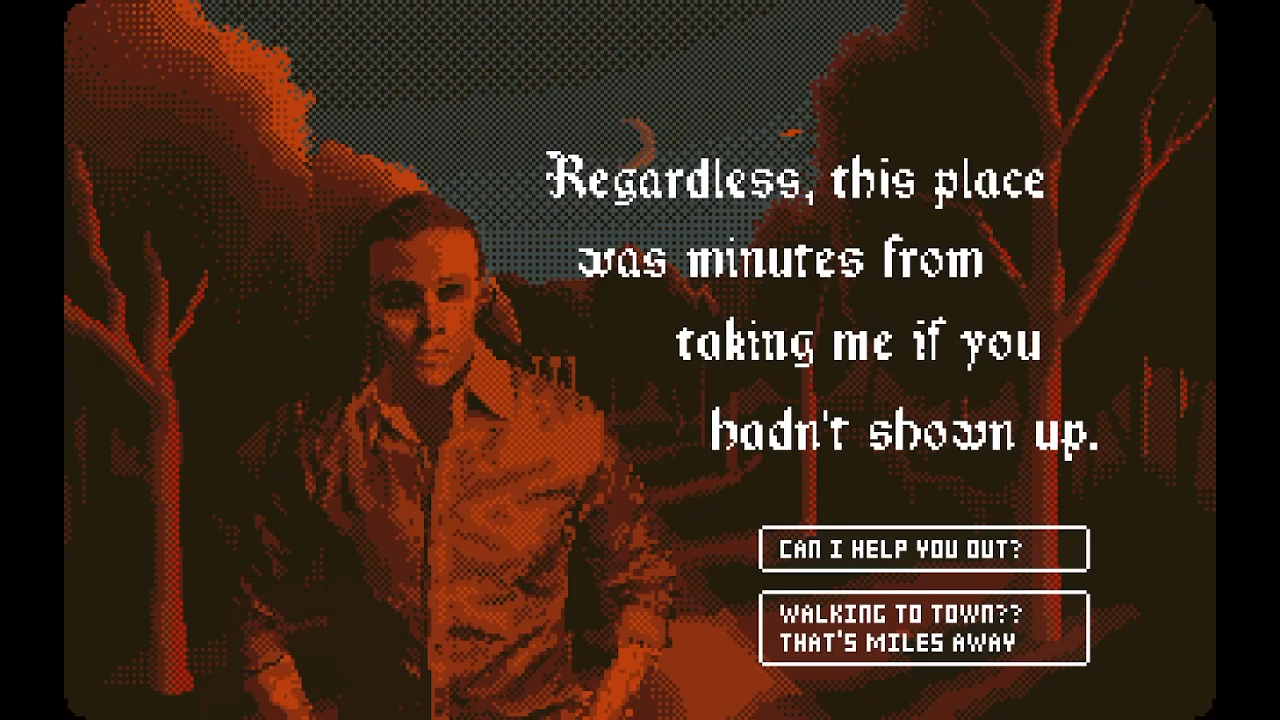 Regardless, this place
was minutes from
taking me if you
hadn't shown up.
CAN I HELP YOU OUT?
WALKING TO TOWN??
THAT'S MILES AWAY